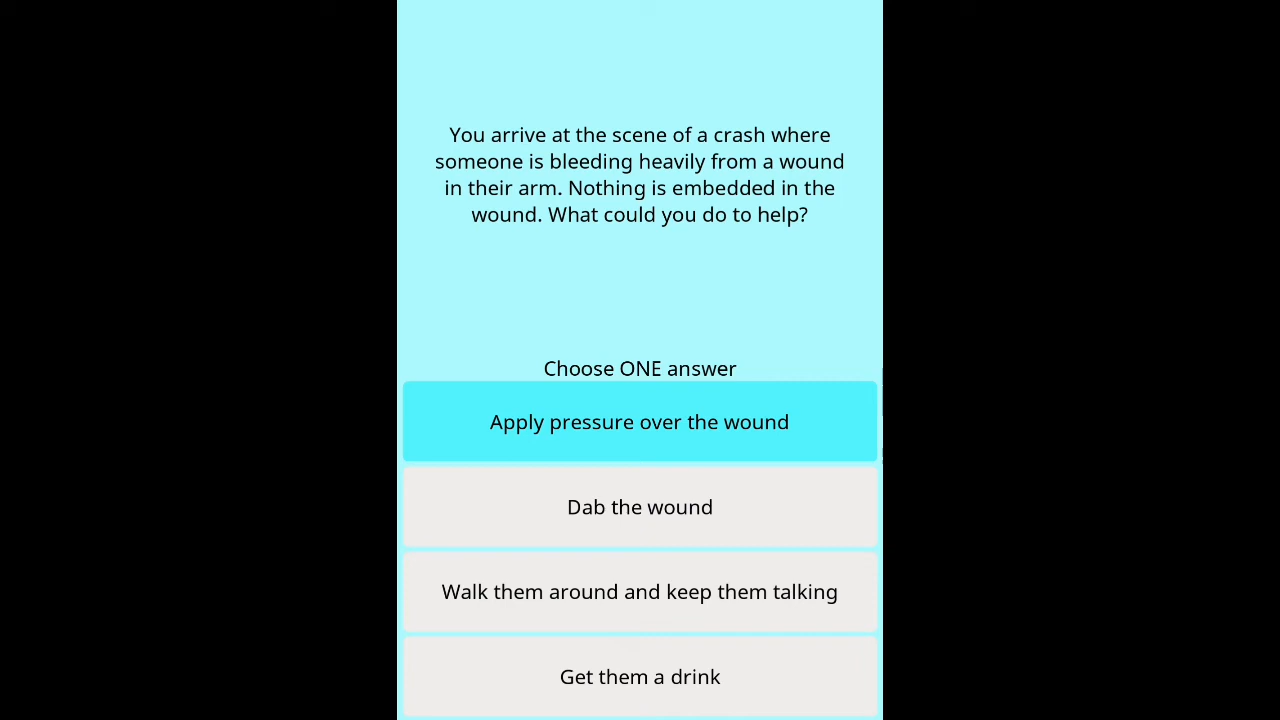 You arrive at the scene of a crash where
someone is bleeding heavily from a wound
in their arm. Nothing is embedded in the
wound. What could you do to help?
Choose ONE answer
Apply pressure over the wound
Dab the wound
Walk them around and keep them talking
Get them a drink